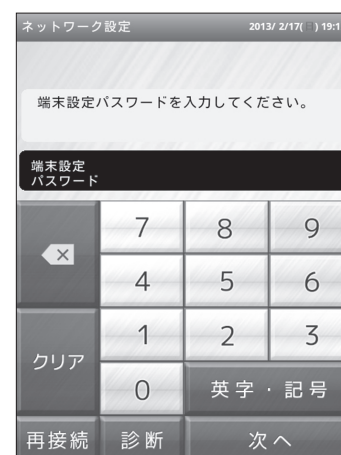 ネットワーク設定 2013/ 2/17(日) 19:1
端末設定パスワードを入力してください。
端末設定
パスワード
7 8 9
4 5 6
1 2 3
クリア
0 英字・記号
再接続 診断 次へ